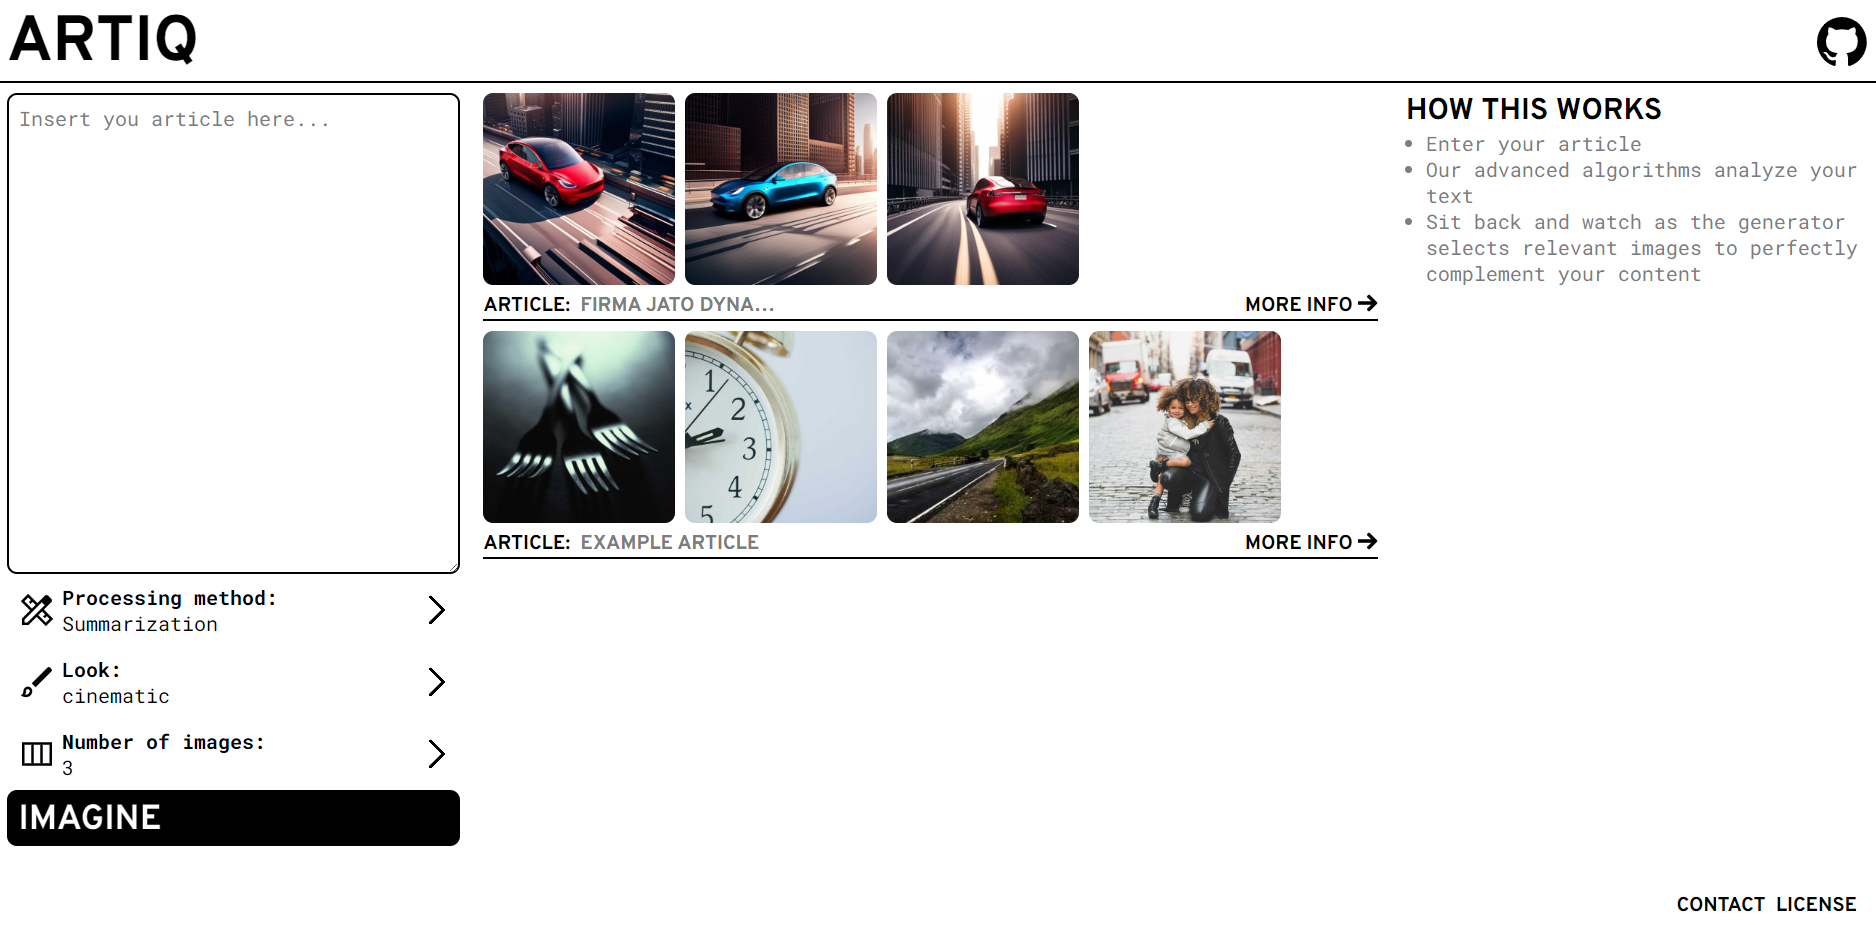 ARTIQ
Insert you article here...
Processing method:
Summarization
Look:
cinematic
Number of images:
3
IMAGINE
ARTICLE: FIRMA JATO DYNA...
MORE INFO
1
2
3
4
5
x
ARTICLE: EXAMPLE ARTICLE
MORE INFO
HOW THIS WORKS
Enter your article
Our advanced algorithms analyze your
text
Sit back and watch as the generator
selects relevant images to perfectly
complement your content
CONTACT LICENSE